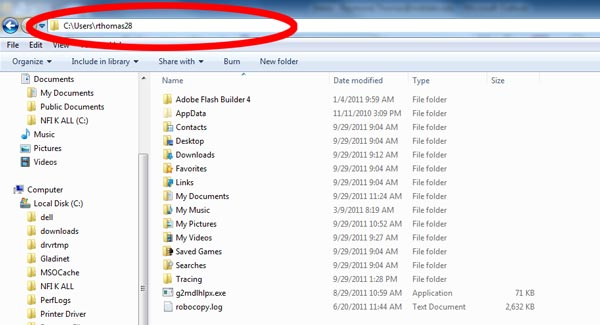 C:\Users\rthomas28
File Edit View Tools Help
Organize Include in library Share with Burn New folder
Name Date modified Type Size
Documents
My Documents
Public Documents
NFI K ALL (C:)
Music
Pictures
Videos
Computer
Local Disk (C:)
dell
downloads
drvrtmp
Gladinet
MSOCache
NFI K ALL
PerfLogs
Printer Driver
Adobe Flash Builder 4 1/4/2011 9:59 AM File folder
AppData 11/11/2010 3:09 PM File folder
Contacts 9/29/2011 9:04 AM File folder
Desktop 9/29/2011 9:04 AM File folder
Downloads 9/29/2011 9:12 AM File folder
Favorites 9/29/2011 9:04 AM File folder
Links 9/29/2011 9:04 AM File folder
My Documents 9/29/2011 11:24 AM File folder
My Music 3/9/2011 8:19 AM File folder
My Pictures 9/29/2011 10:52 AM File folder
My Videos 9/29/2011 9:27 AM File folder
Saved Games 9/29/2011 9:04 AM File folder
Searches 9/29/2011 9:04 AM File folder
Tracing 9/29/2011 1:28 PM File folder
g2mdlhlpx.exe 8/29/2011 10:59 AM Application 71 KB
robocopy.log 6/20/2011 11:44 AM Text Document 2,632 KB